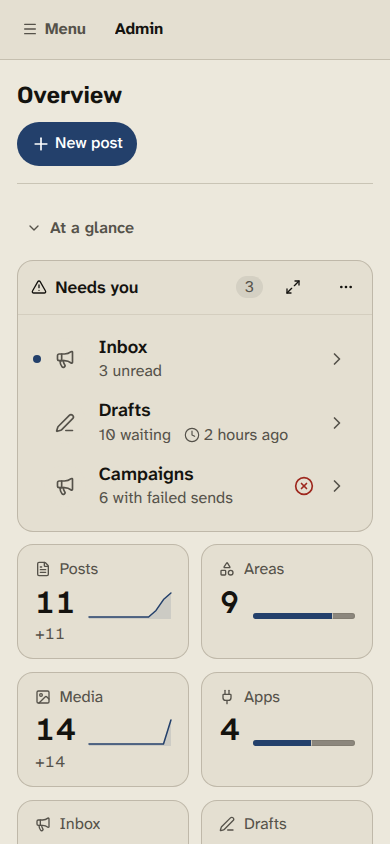 Menu Admin
Overview
New post
At a glance
Needs you 3
Inbox
3 unread
Drafts
10 waiting 2 hours ago
Campaigns
6 with failed sends
Posts
11
+11
Areas
9
Media
14
+14
Apps
4
Inbox
Drafts